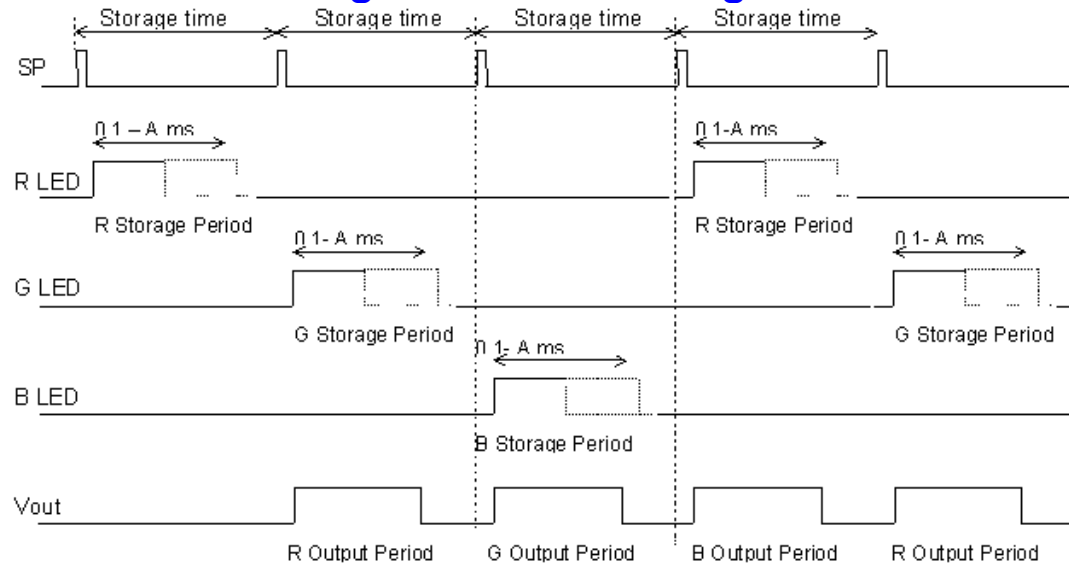 Storage time Storage time Storage time Storage time
SP
0.1 – A ms 0.1-A ms
R LED
R Storage Period R Storage Period
0.1- A ms 0.1- A ms
G LED
G Storage Period G Storage Period
0.1- A ms
B LED
B Storage Period
Vout
R Output Period G Output Period B Output Period R Output Period